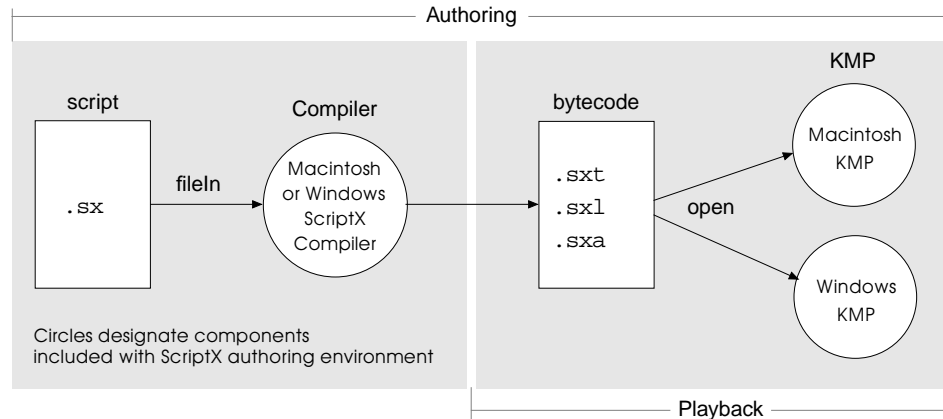 Authoring
script
.sx
fileIn
Compiler
Macintosh
or Windows
ScriptX
Compiler
bytecode
.sxt
.sxl
.sxa
open
KMP
Macintosh
KMP
Windows
KMP
Circles designate components
included with ScriptX authoring environment
Playback